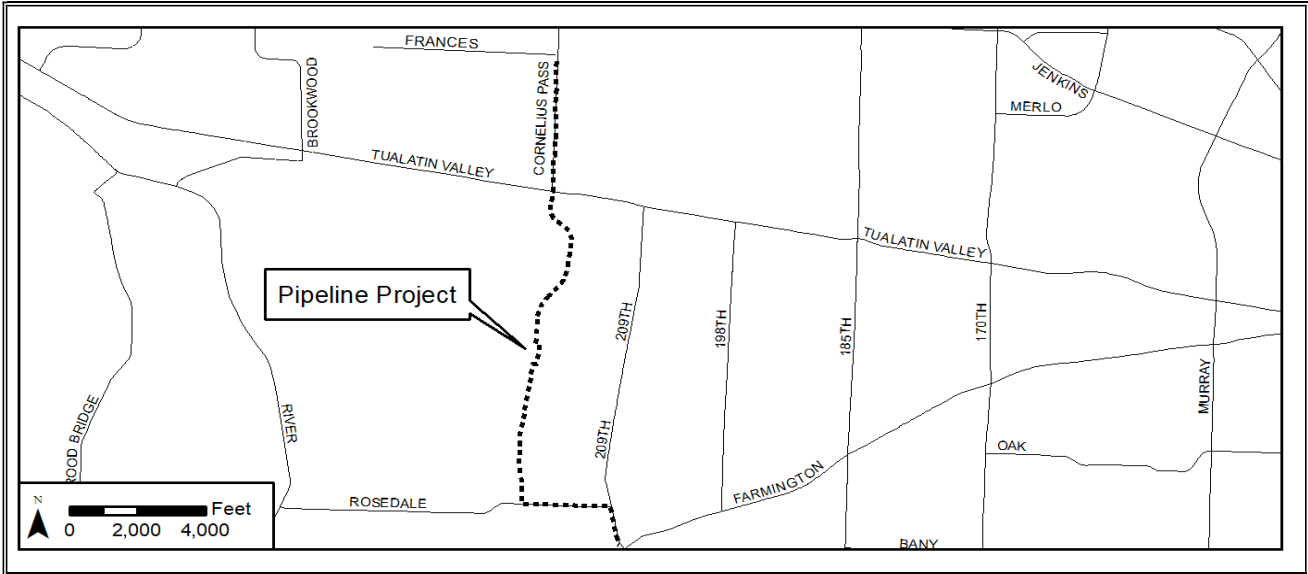 FRANCES
JENKINS
BROOKWOOD
CORNELIUS PASS
MERLO
TUALATIN VALLEY
TUALATIN VALLEY
Pipeline Project
209TH
198TH
185TH
170TH
MURRAY
ROOD BRIDGE
RIVER
209TH
OAK
FARMINGTON
ROSEDALE
BANY
N
Feet
0 2,000 4,000